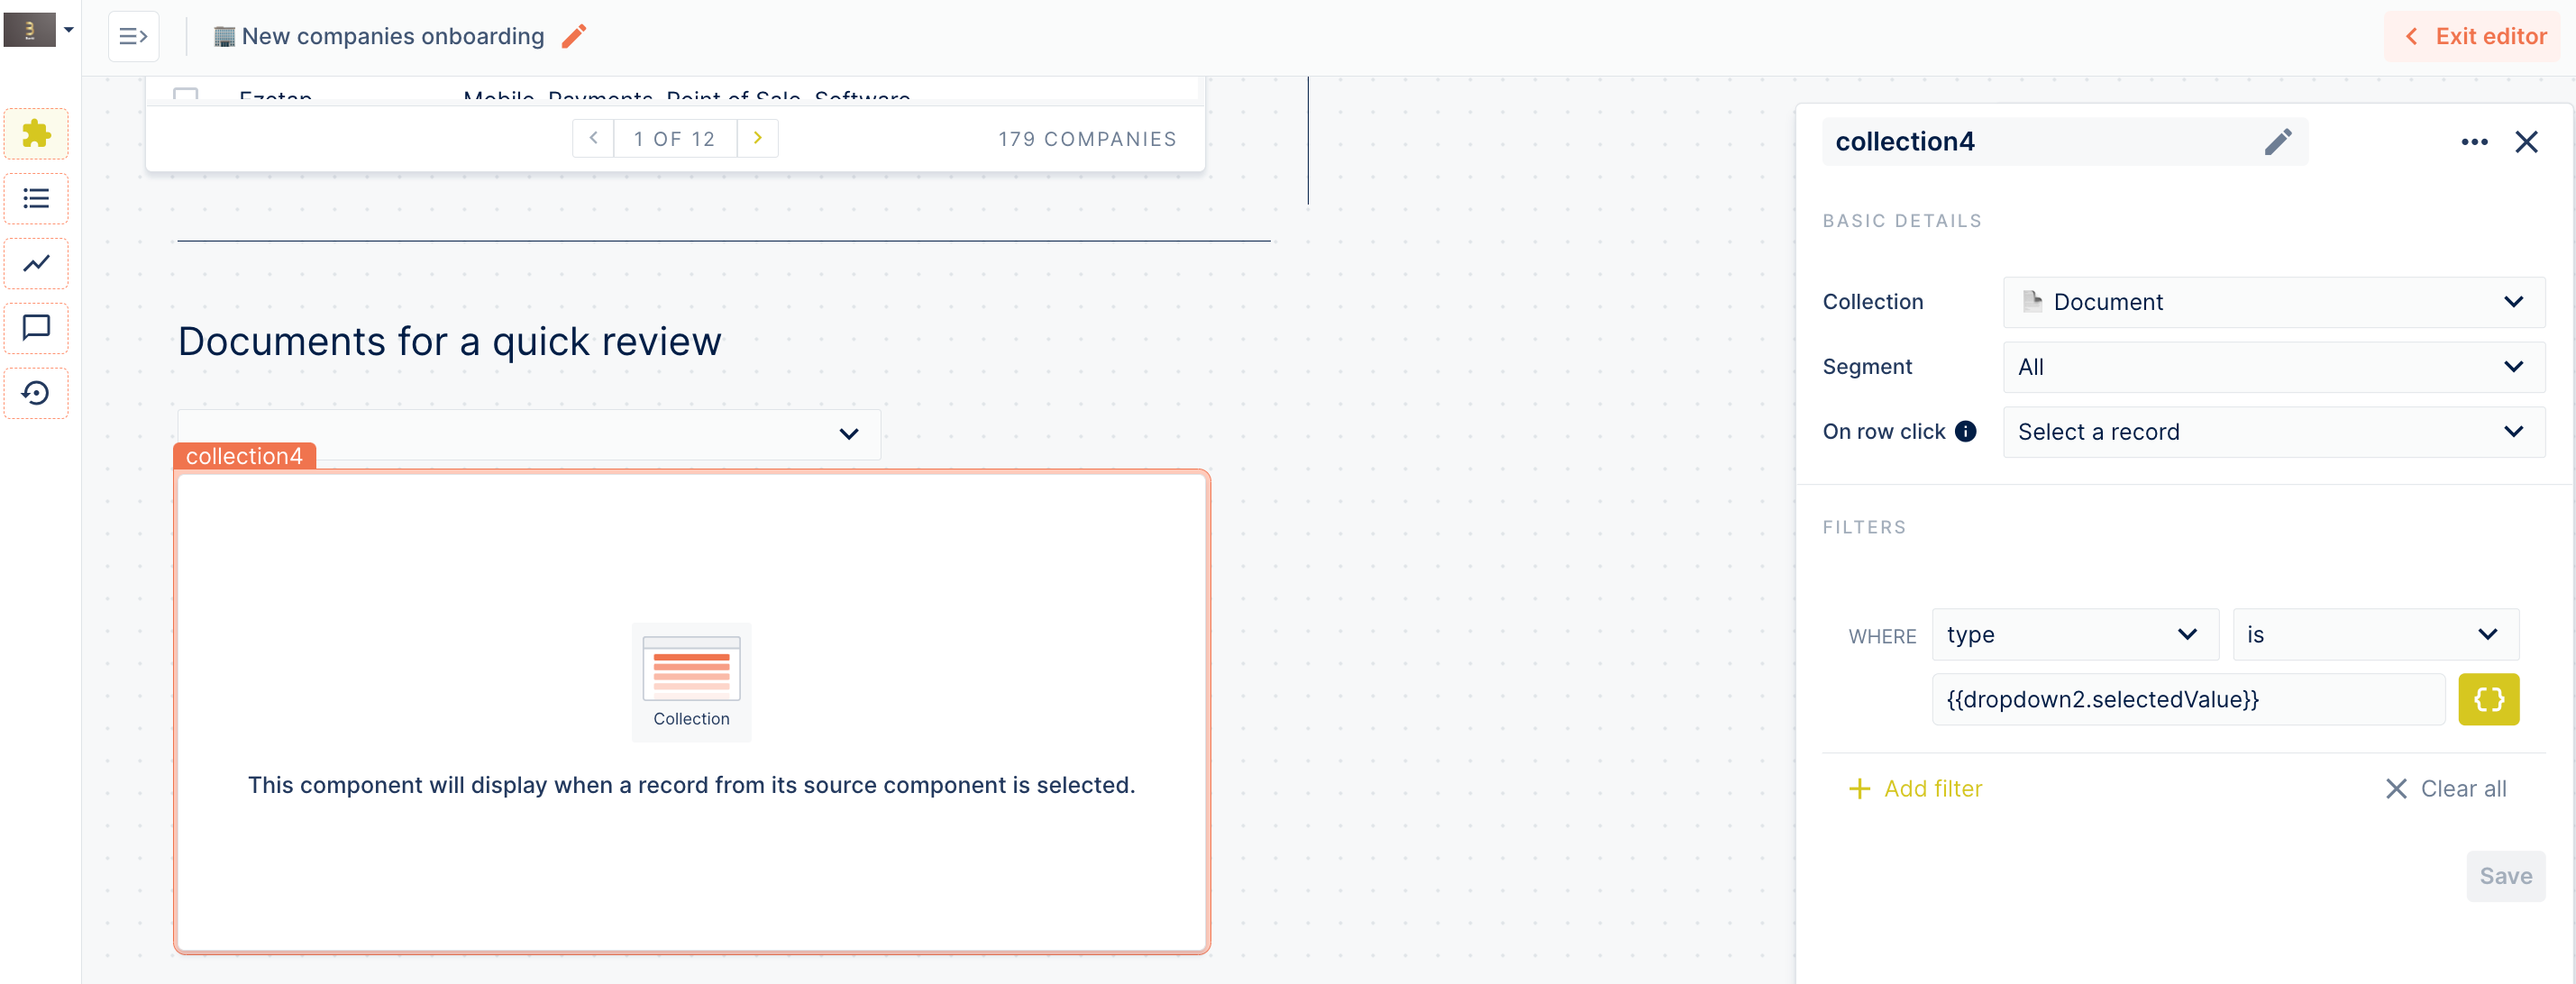 New companies onboarding
Exit editor
Ezetap Mobile, Payments, Point of Sale, Software
1 OF 12
179 COMPANIES
Documents for a quick review
collection4
Collection
This component will display when a record from its source component is selected.
collection4
BASIC DETAILS
Collection Document
Segment All
On row click Select a record
FILTERS
WHERE type is
{{dropdown2.selectedValue}}
{}
Add filter
Clear all
Save